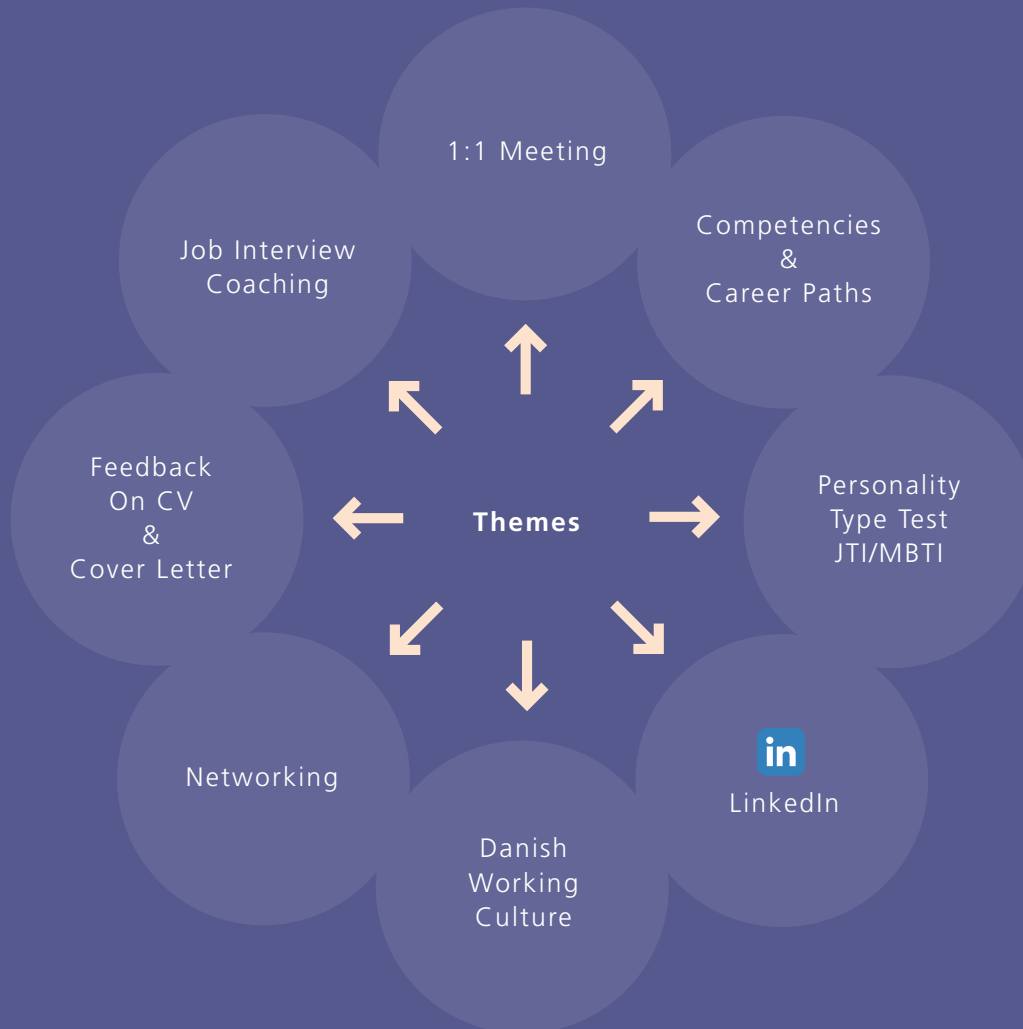 1:1 Meeting
Competencies
&
Career Paths
Personality
Type Test
JTI/MBTI
in
LinkedIn
Danish
Working
Culture
Networking
Feedback
On CV
&
Cover Letter
Job Interview
Coaching
Themes